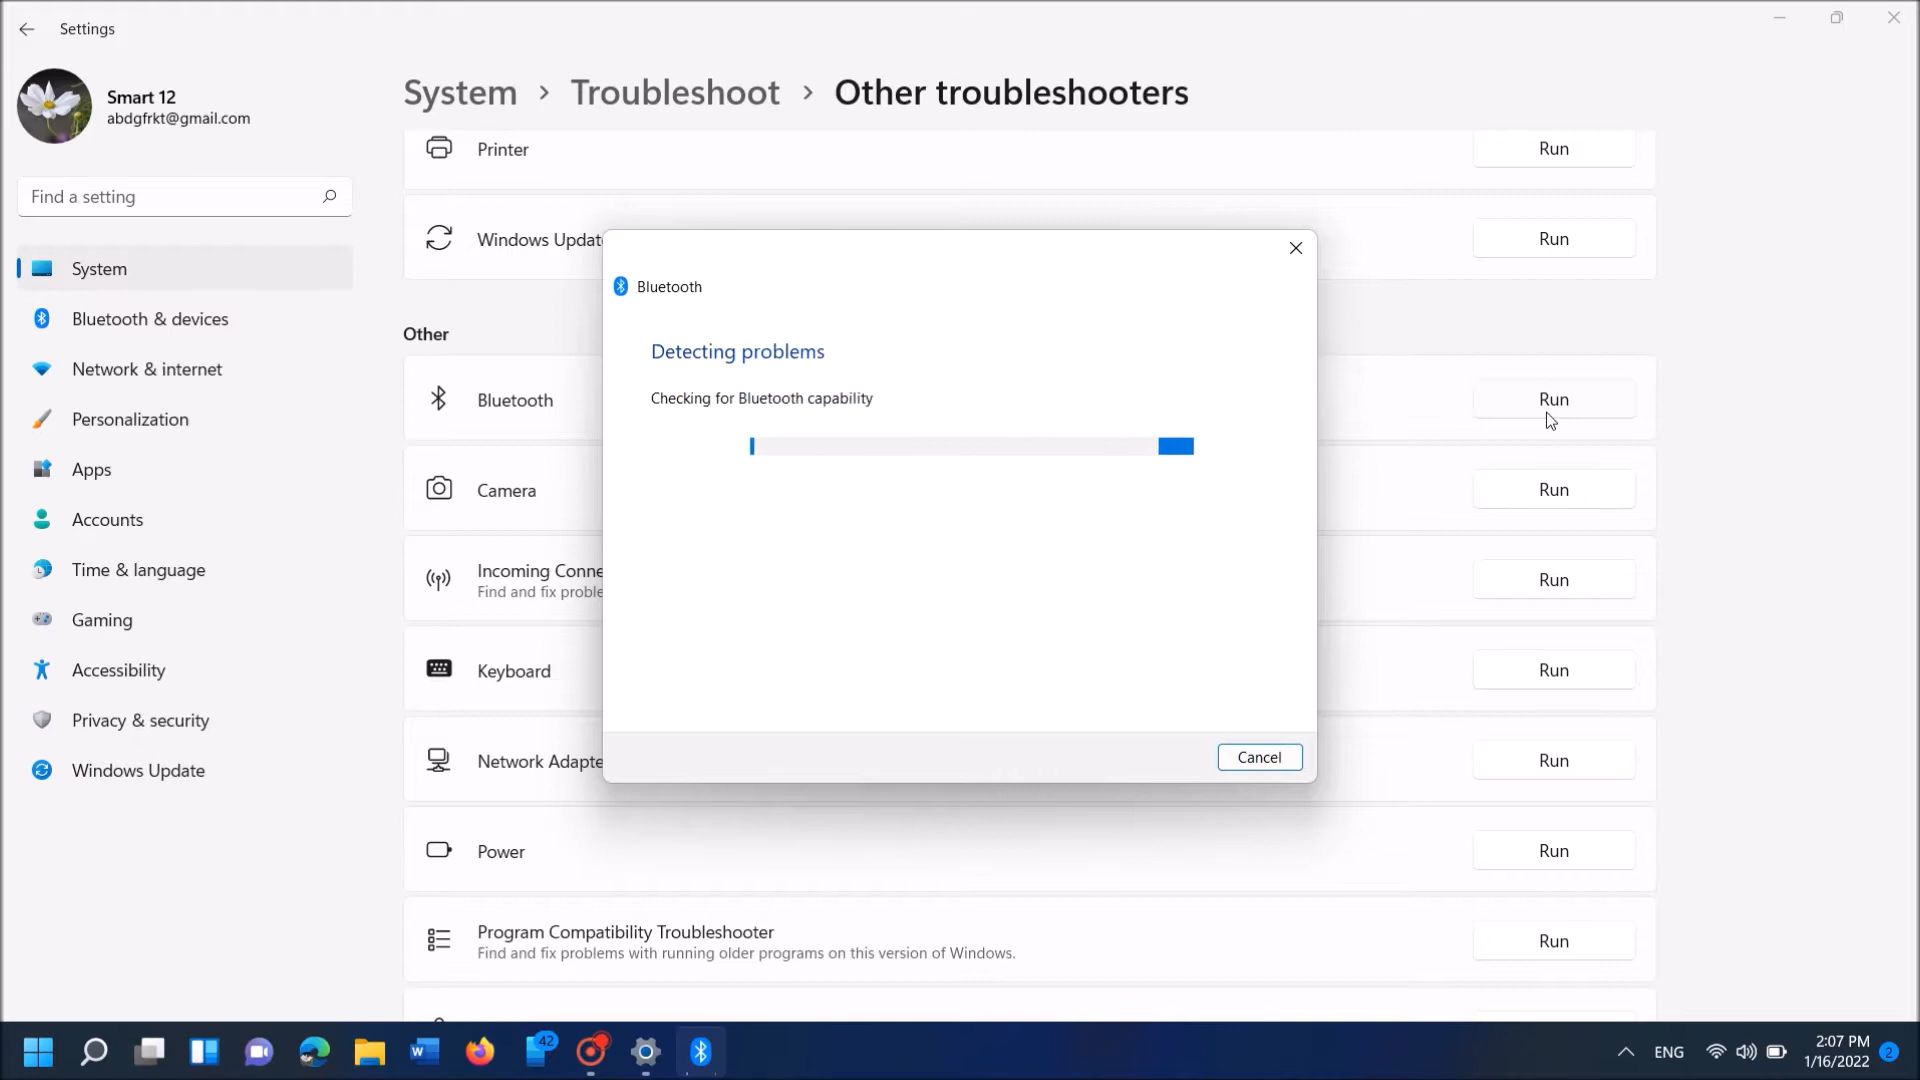 Settings
Smart 12
abdgfrkt@gmail.com
Find a setting
System
Bluetooth & devices
Network & internet
Personalization
Apps
Accounts
Time & language
Gaming
Accessibility
Privacy & security
Windows Update
System > Troubleshoot > Other troubleshooters
Printer
Run
Windows Updat
Run
Other
Bluetooth
Run
Camera
Run
Incoming Conne
Find and fix proble
Run
Keyboard
Run
Network Adapte
Run
Power
Run
Program Compatibility Troubleshooter
Find and fix problems with running older programs on this version of Windows.
Run
Bluetooth
Detecting problems
Checking for Bluetooth capability
Cancel
42
ENG
2:07 PM
1/16/2022
2